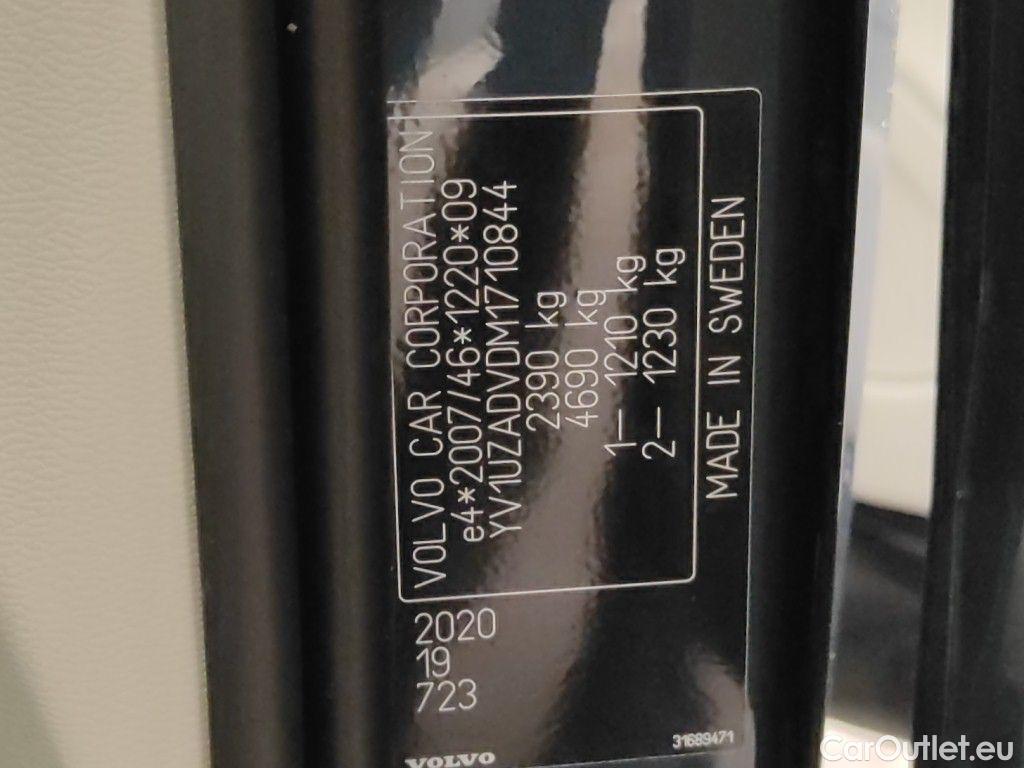 VOLVO CAR CORPORATION
e4*2007/46*1220*09
YV1UZADVDM1710844
2390 kg
4690 kg
1— 1210 kg
2— 1230 kg
MADE IN SWEDEN
2020
19
723
VOLVO
31689471
CarOutlet.eu